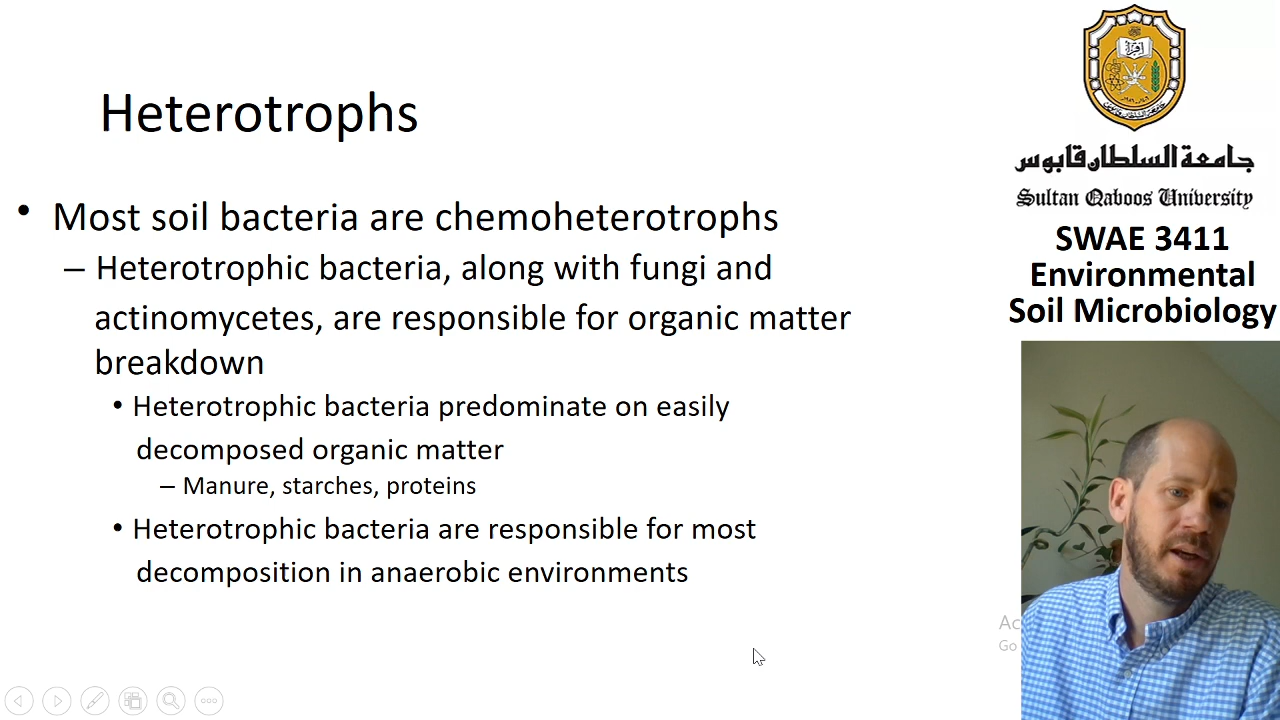 Heterotrophs
• Most soil bacteria are chemoheterotrophs
– Heterotrophic bacteria, along with fungi and
actinomycetes, are responsible for organic matter
breakdown
• Heterotrophic bacteria predominate on easily
decomposed organic matter
– Manure, starches, proteins
• Heterotrophic bacteria are responsible for most
decomposition in anaerobic environments
جامعة السلطان قابوس
Sultan Qaboos University
SWAE 3411
Environmental
Soil Microbiology
Go